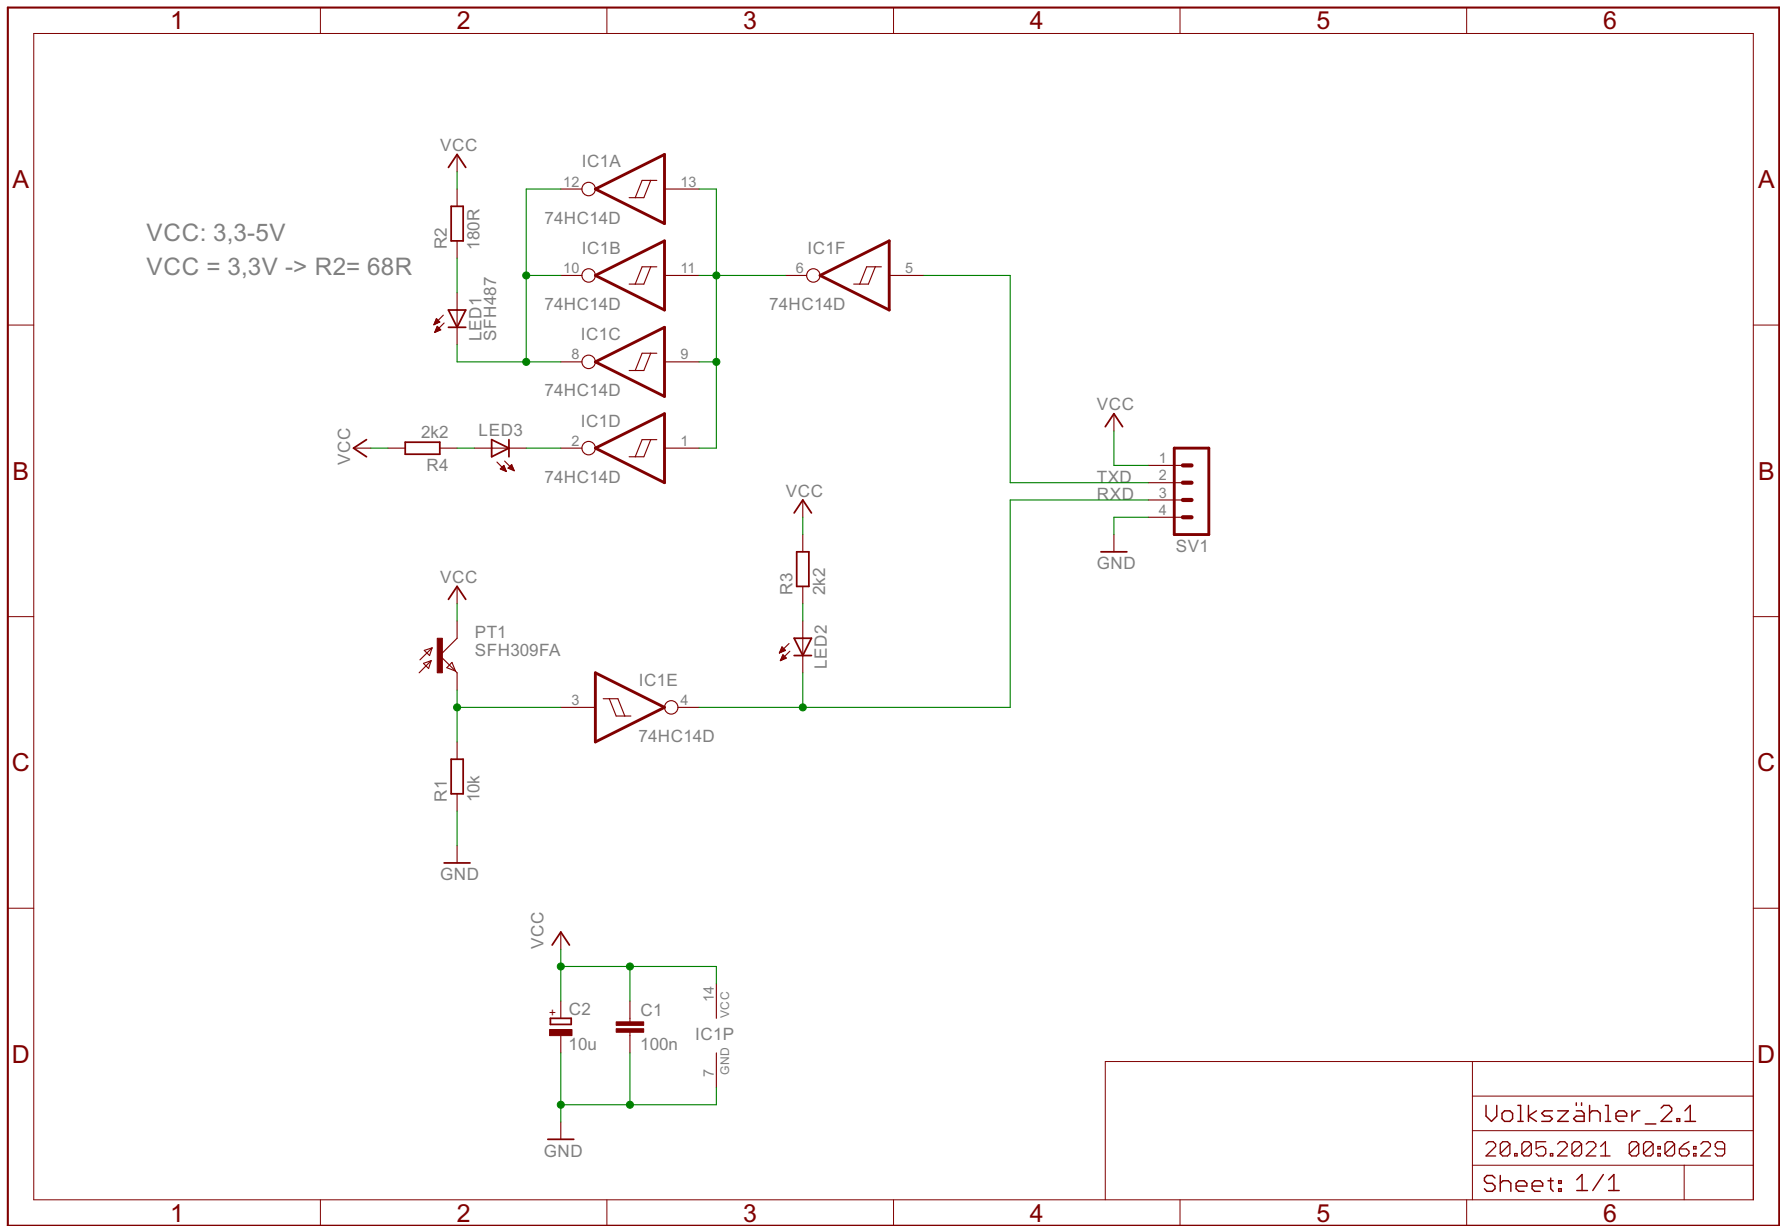 1 2 3 4 5 6
A A
VCC
IC1A
12 13
74HC14D
R2
180R
VCC: 3,3-5V
VCC = 3,3V -> R2= 68R
IC1B
10 11
74HC14D
IC1F
6 5
74HC14D
LED1
SFH487
IC1C
8 9
74HC14D
VCC
2k2
R4
LED3
IC1D
2 1
74HC14D
B B
VCC
1
TXD 2
RXD 3
4
SV1
GND
VCC
R3
2k2
LED2
VCC
PT1
SFH309FA
IC1E
3 4
74HC14D
C C
R1
10k
GND
VCC
+
C2
10u
C1
100n
14
VCC
IC1P
7
GND
GND
D D
Volkszähler_2.1
20.05.2021 00:06:29
Sheet: 1/1
1 2 3 4 5 6